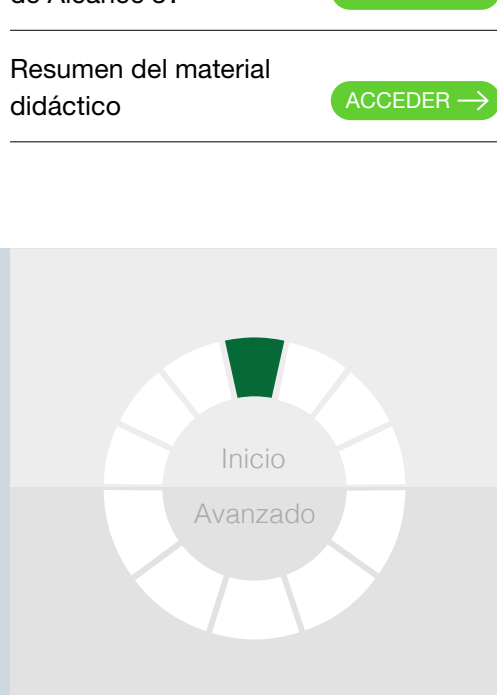 Resumen del material
didáctico
ACCEDER
Inicio
Avanzado